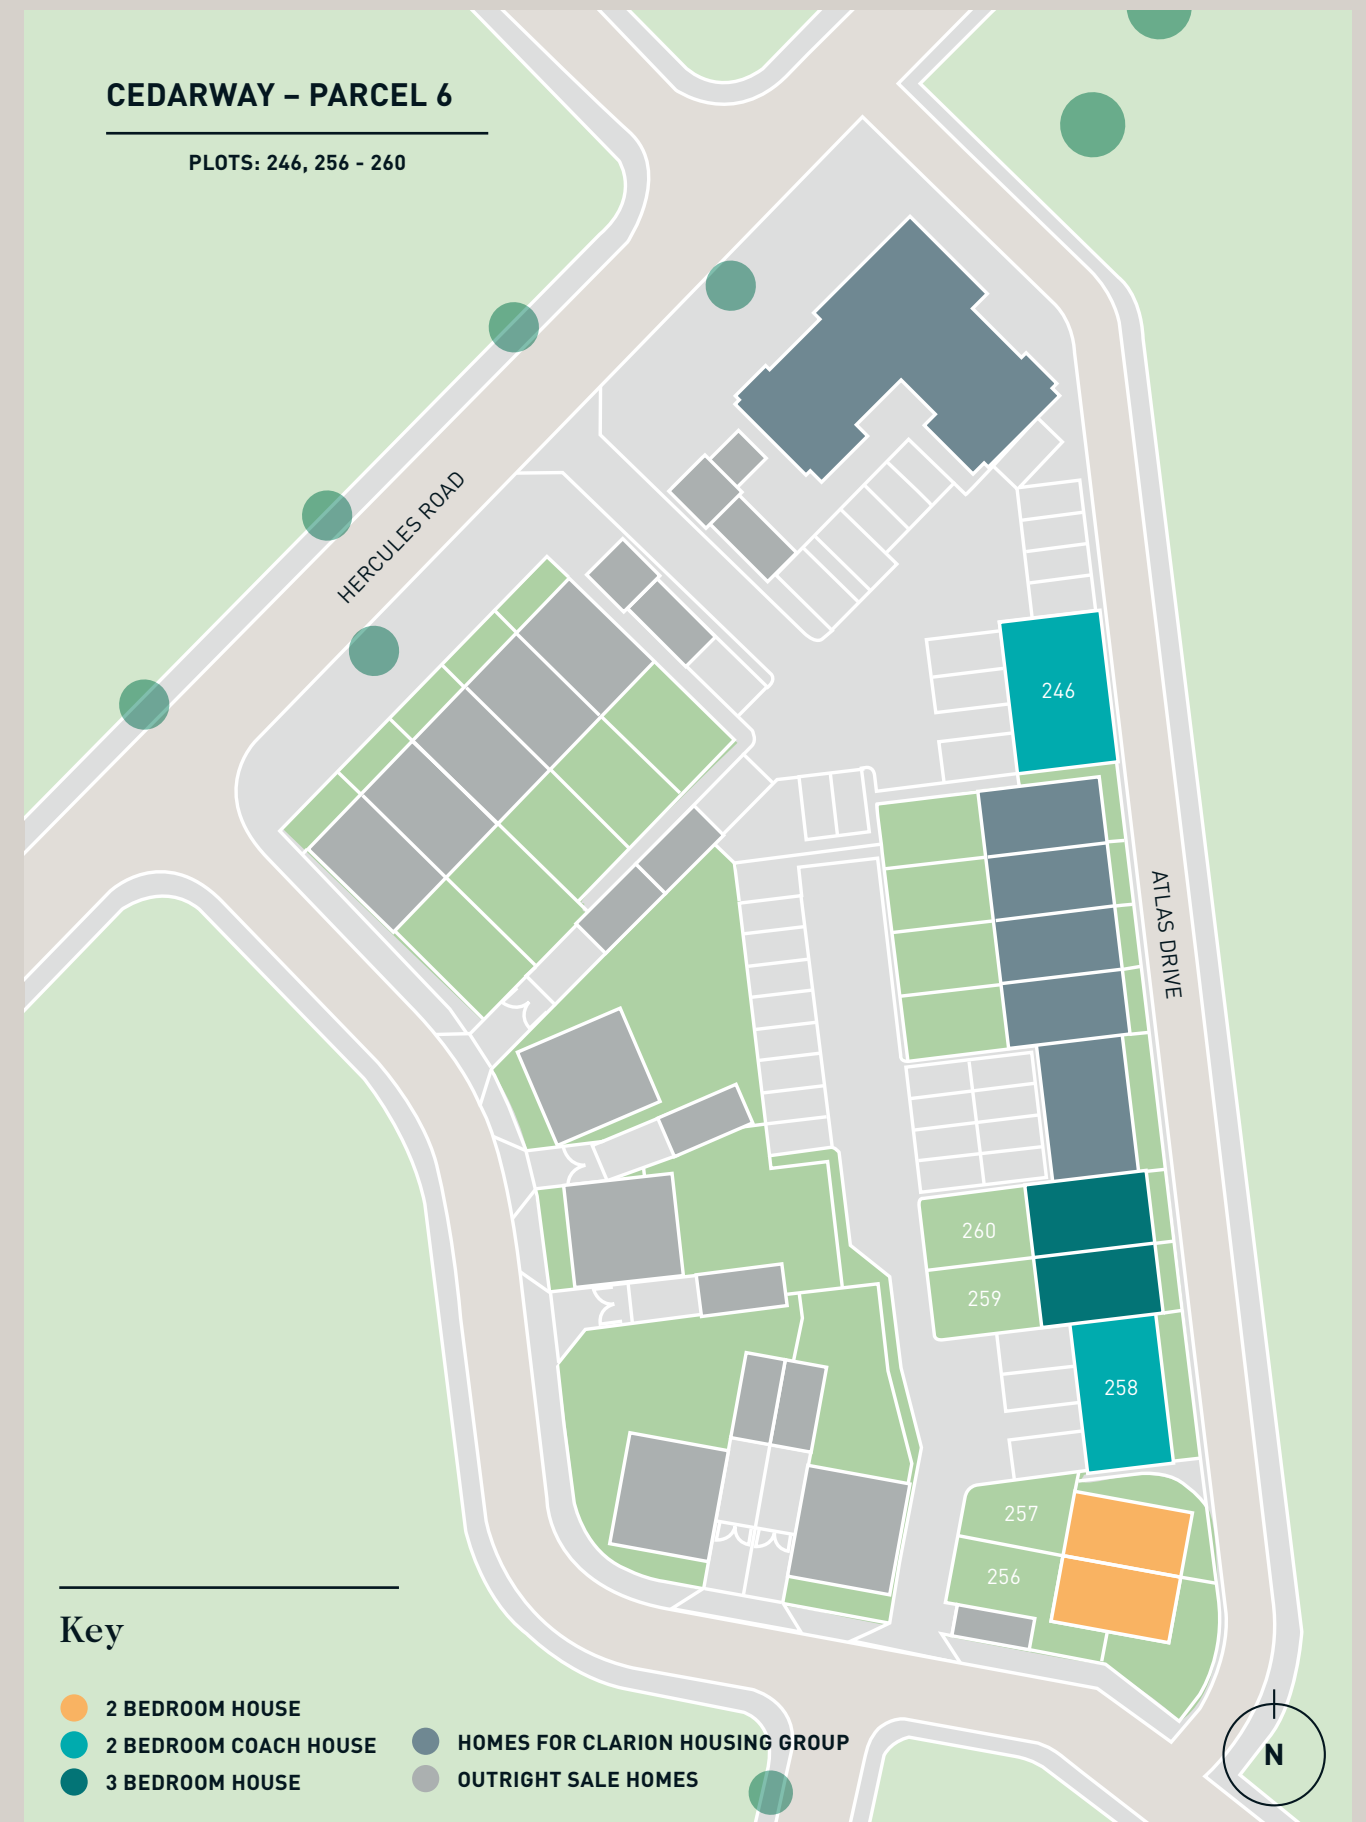 CEDARWAY – PARCEL 6
PLOTS: 246, 256 - 260
HERCULES ROAD
246
ATLAS DRIVE
260
259
258
257
256
Key
2 BEDROOM HOUSE
2 BEDROOM COACH HOUSE
3 BEDROOM HOUSE
HOMES FOR CLARION HOUSING GROUP
OUTRIGHT SALE HOMES
N